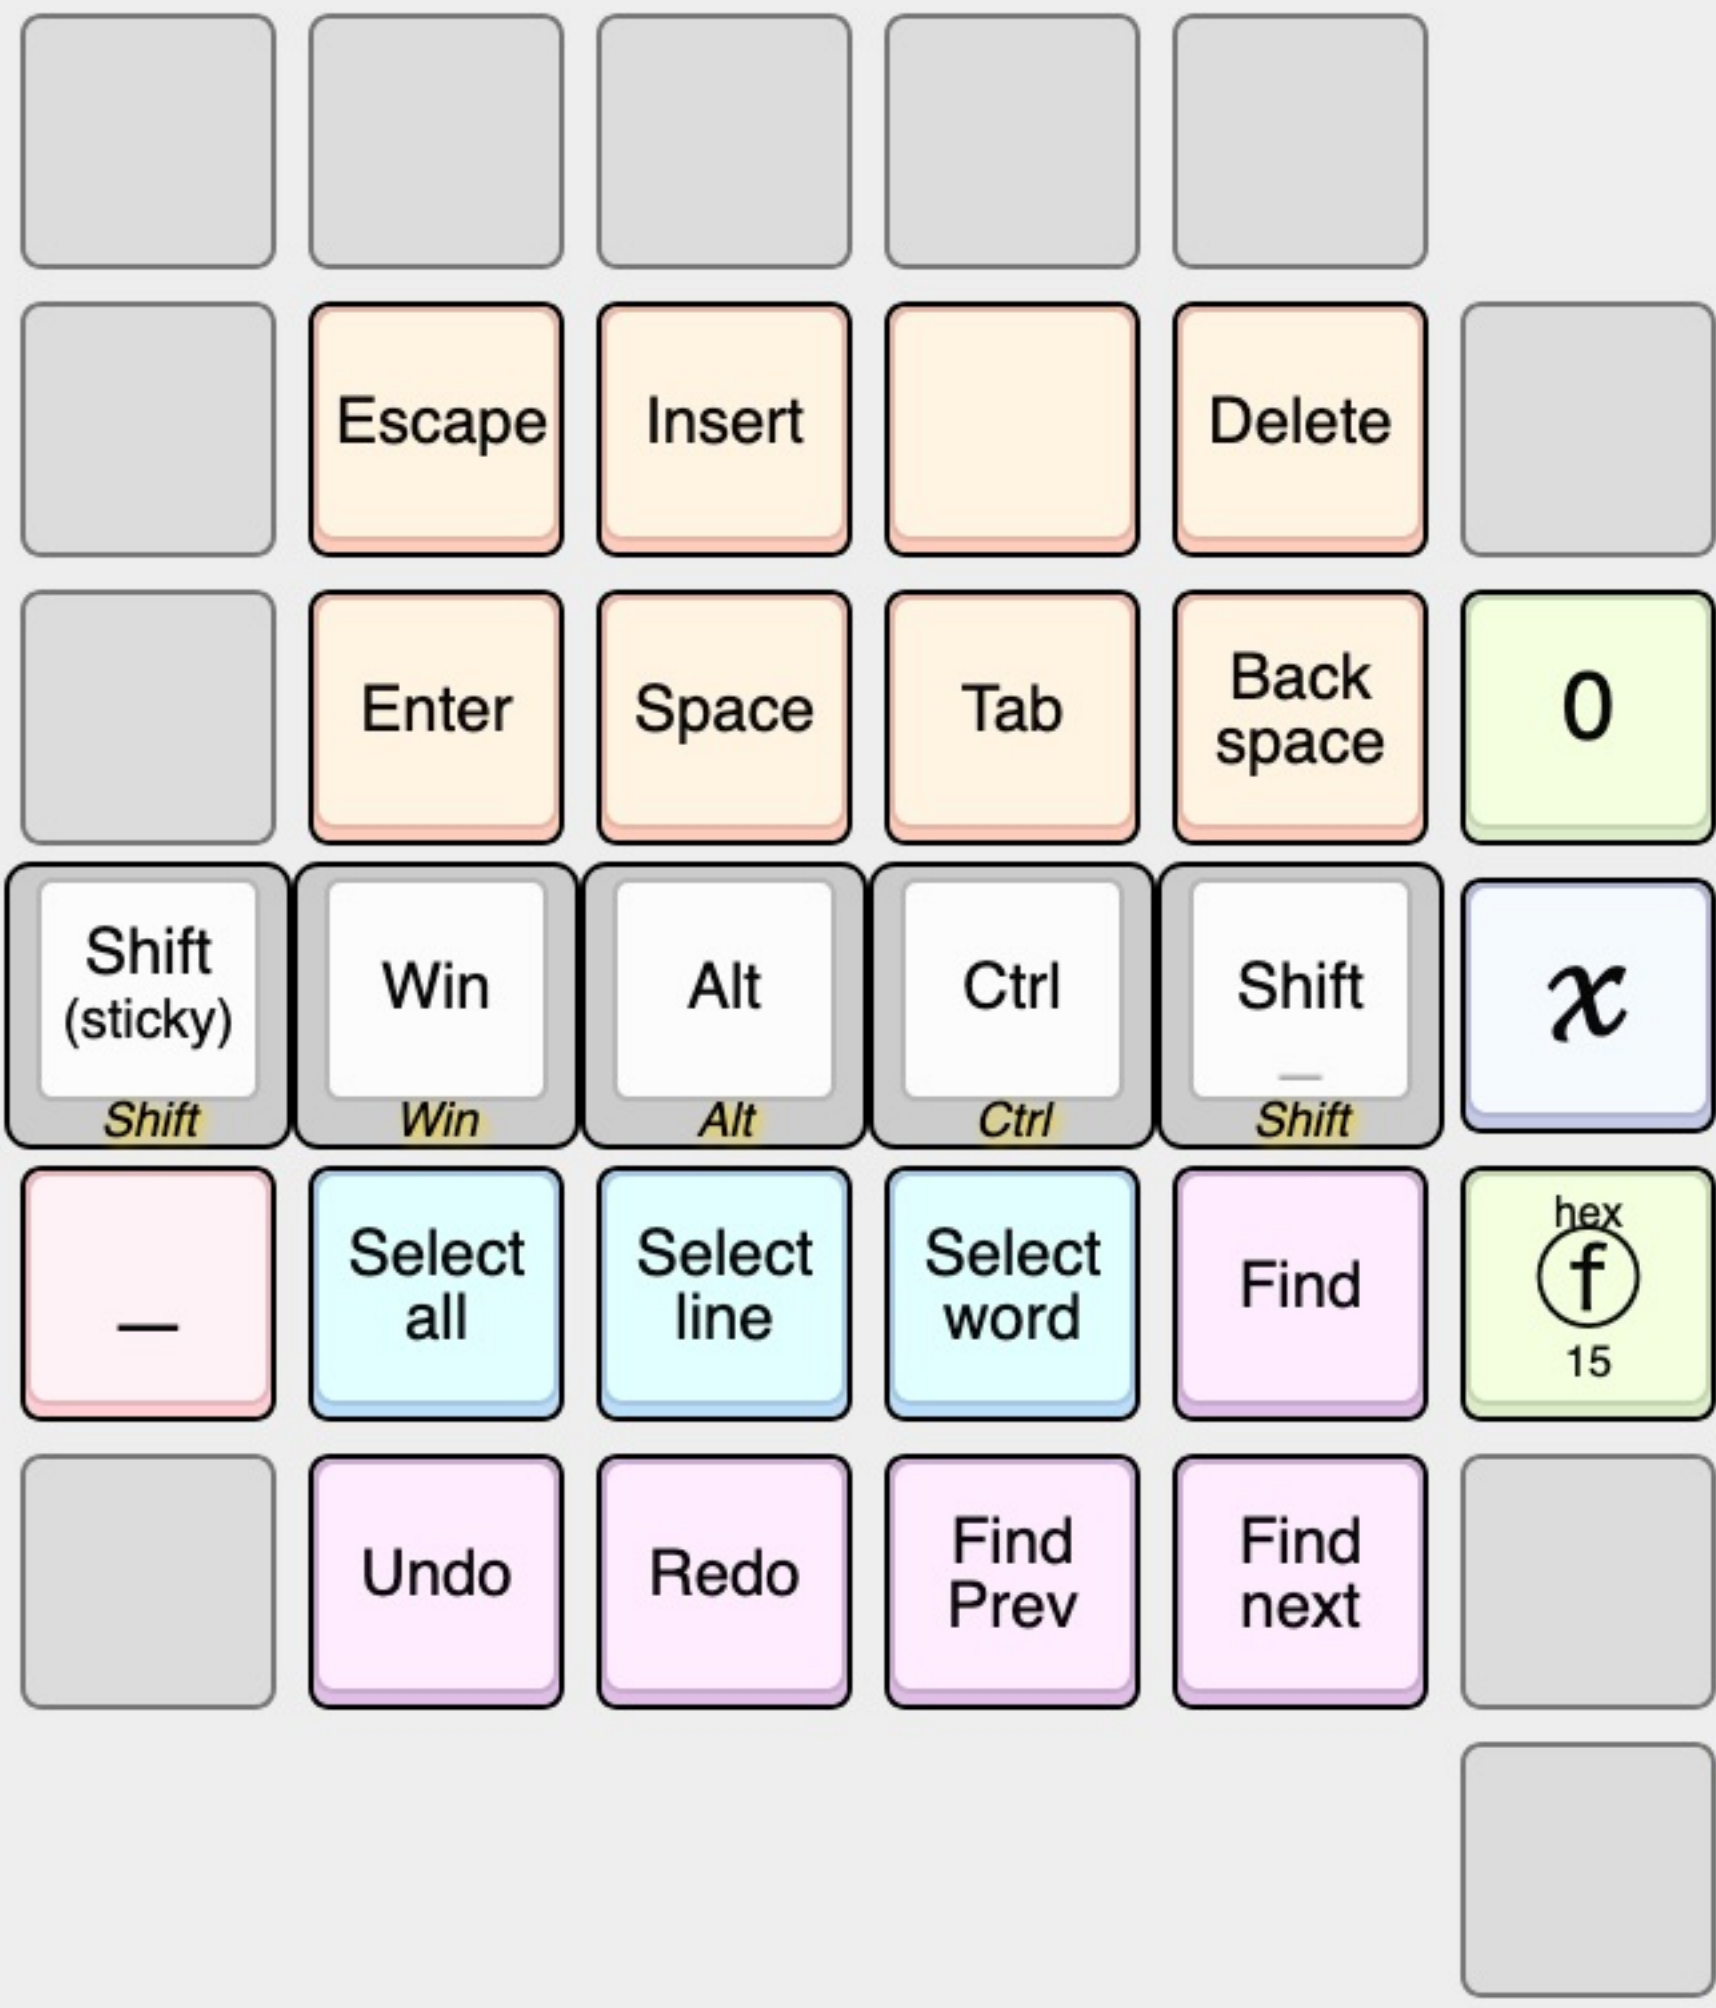 Escape Insert Delete
Enter Space Tab Back
space 0
Shift
(sticky) Win Alt Ctrl Shift
_ x
Shift Win Alt Ctrl Shift
_ Select
all Select
line Select
word Find hex
f
15
Undo Redo Find
Prev Find
next